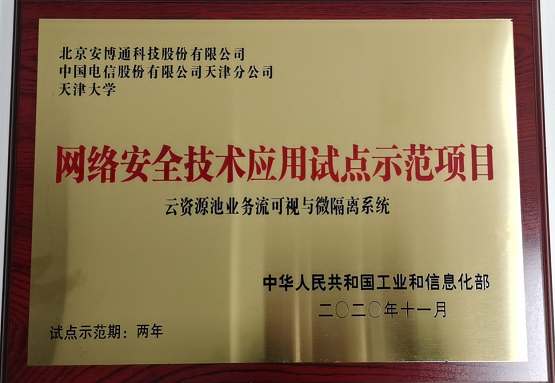 北京安博通科技股份有限公司
中国电信股份有限公司天津分公司
天津大学
网络安全技术应用试点示范项目
云资源池业务流可视与微隔离系统
中华人民共和国工业和信息化部
二〇二〇年十一月
试点示范期：两年